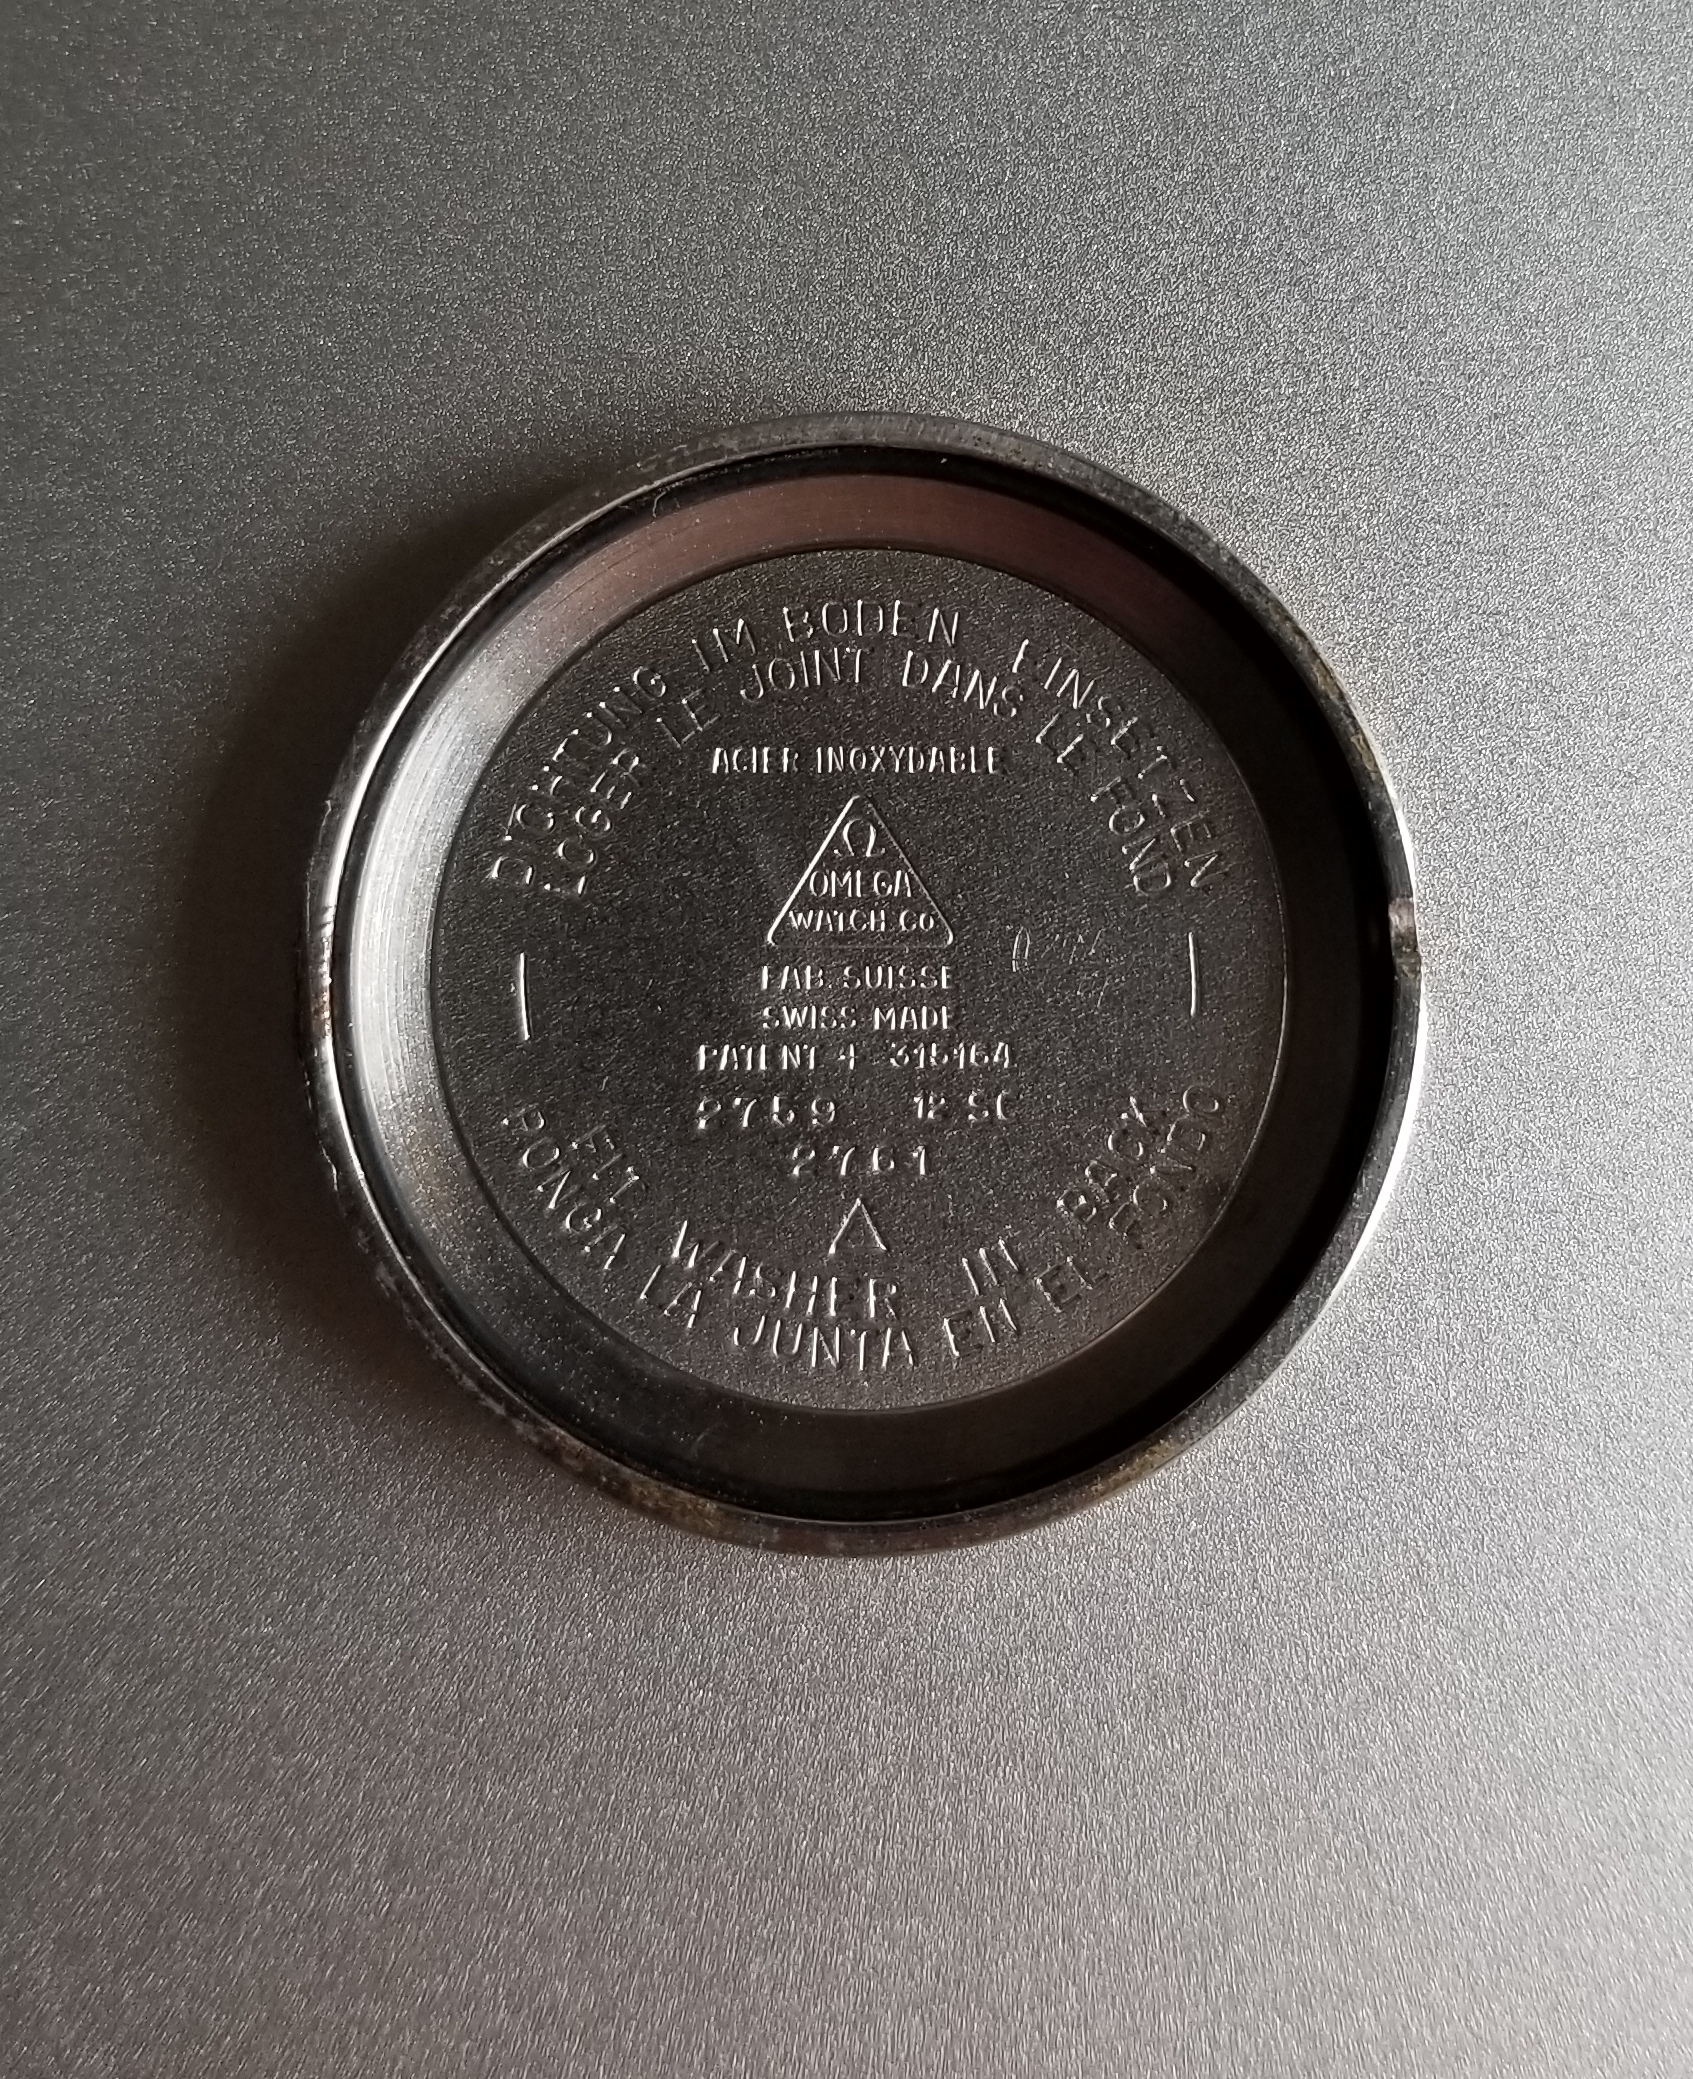 DICHTUNG IM BODEN EINSETZEN
LOGER LE JOINT DANS LE FOND
ACIER INOXYDABLE
Ω
OMEGA
WATCH Co
FAB. SUISSE
SWISS MADE
PATENT + 315164
2759 12 SC
2761
FIT WASHER IN BACK
PONGA LA JUNTA EN EL FONDO